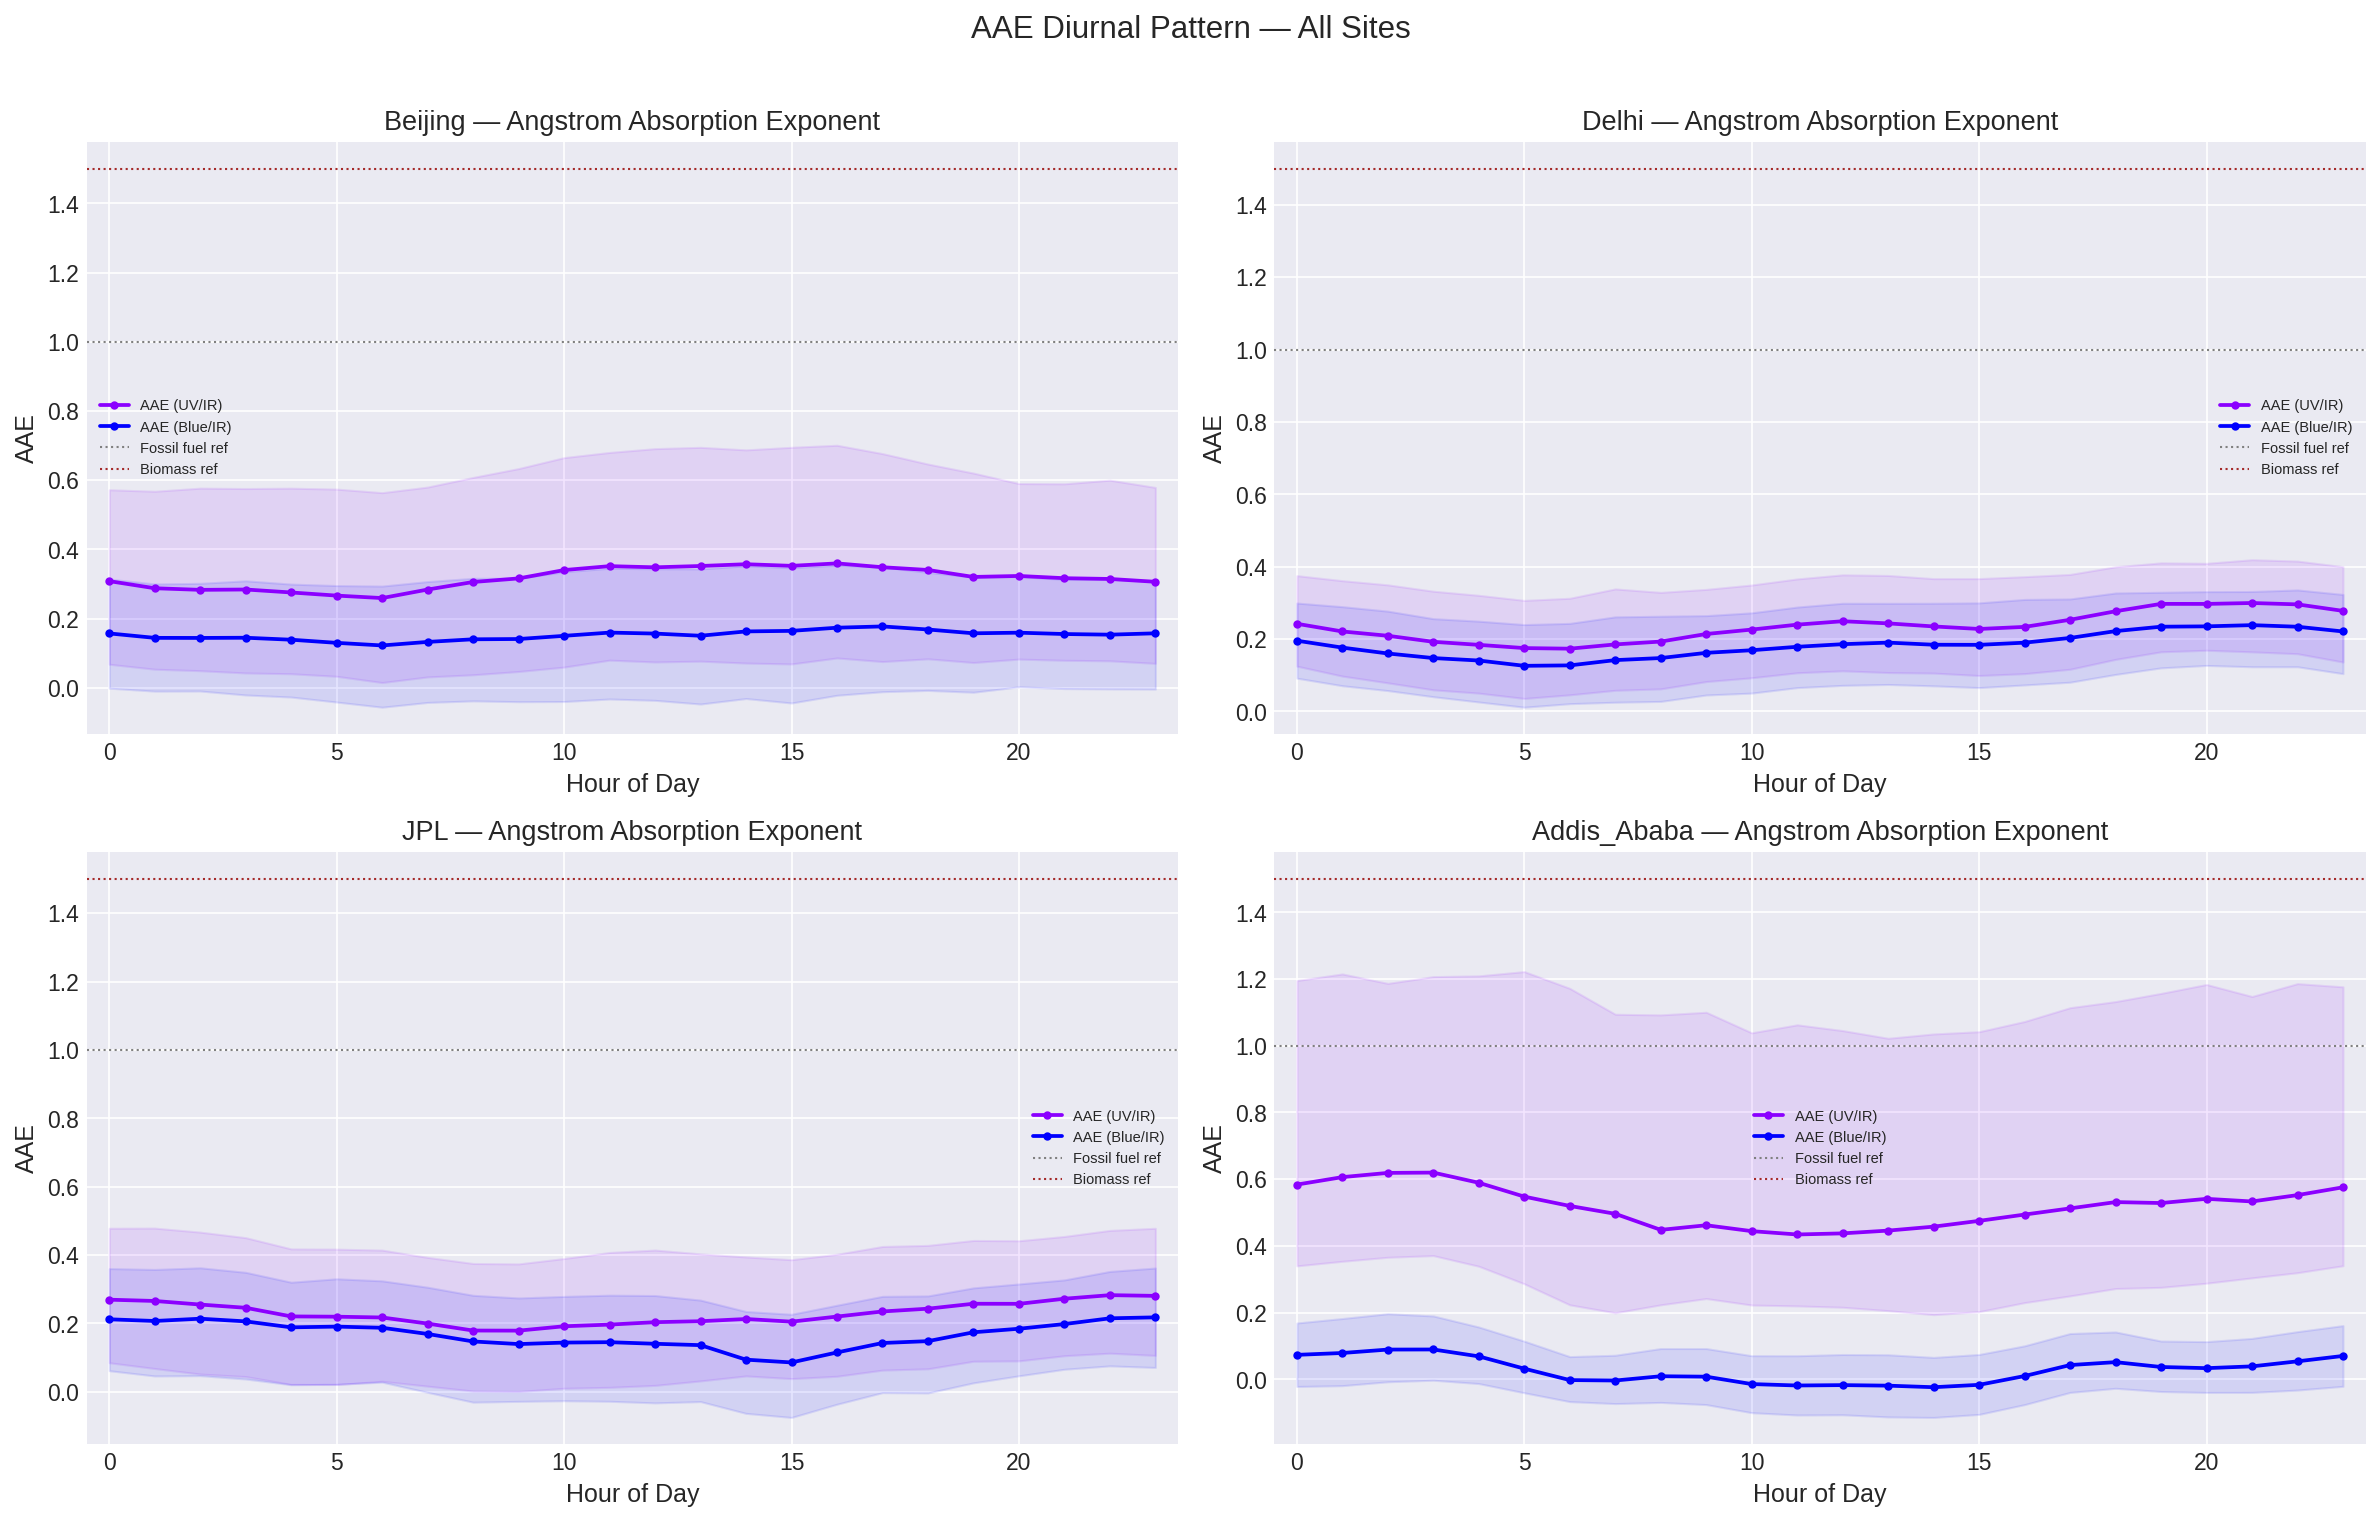 AAE Diurnal Pattern — All Sites
Beijing — Angstrom Absorption Exponent
AAE
1.4
1.2
1.0
0.8
0.6
0.4
0.2
0.0
AAE (UV/IR)
AAE (Blue/IR)
Fossil fuel ref
Biomass ref
0 5 10 15 20
Hour of Day
Delhi — Angstrom Absorption Exponent
AAE
1.4
1.2
1.0
0.8
0.6
0.4
0.2
0.0
AAE (UV/IR)
AAE (Blue/IR)
Fossil fuel ref
Biomass ref
0 5 10 15 20
Hour of Day
JPL — Angstrom Absorption Exponent
AAE
1.4
1.2
1.0
0.8
0.6
0.4
0.2
0.0
AAE (UV/IR)
AAE (Blue/IR)
Fossil fuel ref
Biomass ref
0 5 10 15 20
Hour of Day
Addis_Ababa — Angstrom Absorption Exponent
AAE
1.4
1.2
1.0
0.8
0.6
0.4
0.2
0.0
AAE (UV/IR)
AAE (Blue/IR)
Fossil fuel ref
Biomass ref
0 5 10 15 20
Hour of Day